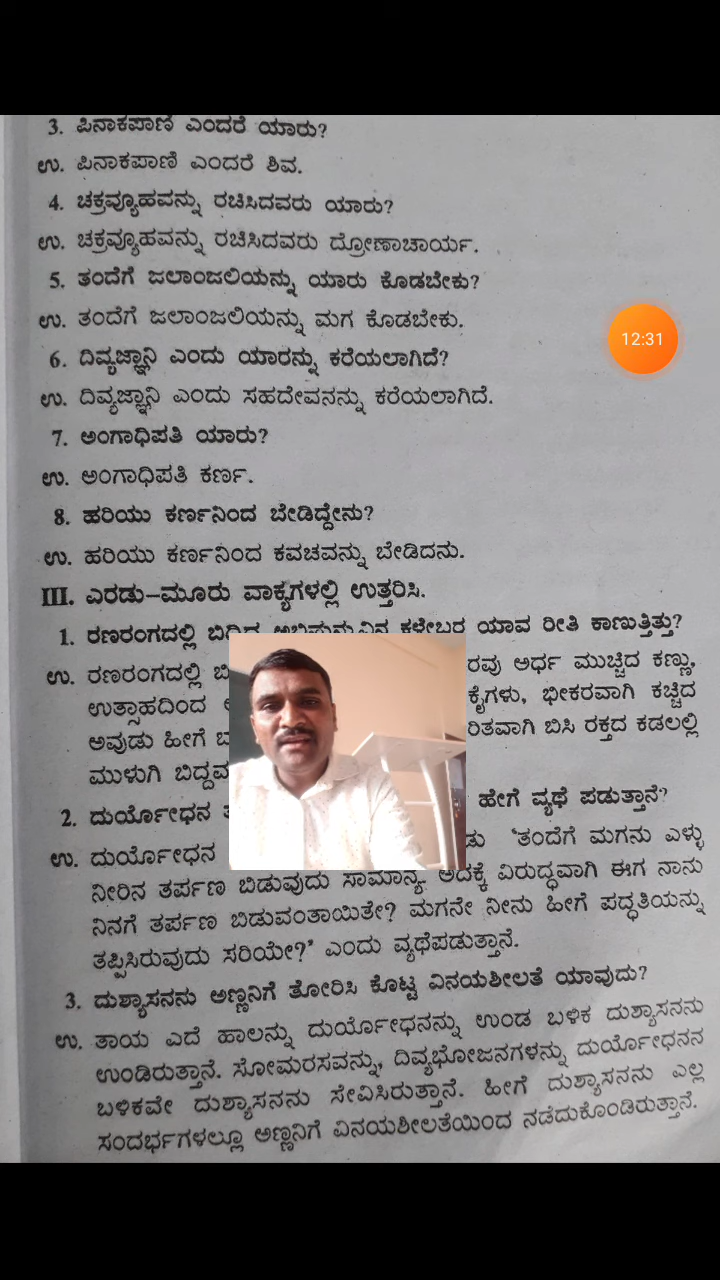 3. ಪಿನಾಕಪಾಣಿ ಎಂದರೆ ಯಾರು?
ಉ. ಪಿನಾಕಪಾಣಿ ಎಂದರೆ ಶಿವ.
4. ಚಕ್ರವ್ಯೂಹವನ್ನು ರಚಿಸಿದವರು ಯಾರು?
ಉ. ಚಕ್ರವ್ಯೂಹವನ್ನು ರಚಿಸಿದವರು ದ್ರೋಣಾಚಾರ್ಯ.
5. ತಂದೆಗೆ ಜಲಾಂಜಲಿಯನ್ನು ಯಾರು ಕೊಡಬೇಕು?
12:31
ಉ. ತಂದೆಗೆ ಜಲಾಂಜಲಿಯನ್ನು ಮಗ ಕೊಡಬೇಕು.
6. ದಿವ್ಯಜ್ಞಾನಿ ಎಂದು ಯಾರನ್ನು ಕರೆಯಲಾಗಿದೆ?
ಉ. ದಿವ್ಯಜ್ಞಾನಿ ಎಂದು ಸಹದೇವನನ್ನು ಕರೆಯಲಾಗಿದೆ.
7. ಅಂಗಾಧಿಪತಿ ಯಾರು?
ಉ. ಅಂಗಾಧಿಪತಿ ಕರ್ಣ.
8. ಹರಿಯು ಕರ್ಣನಿಂದ ಬೇಡಿದ್ದೇನು?
ಉ. ಹರಿಯು ಕರ್ಣನಿಂದ ಕವಚವನ್ನು ಬೇಡಿದನು.
III. ಎರಡು–ಮೂರು ವಾಕ್ಯಗಳಲ್ಲಿ ಉತ್ತರಿಸಿ.
1. ರಣರಂಗದಲ್ಲಿ ಬಿದ್ದಿದ್ದ ಅಭಿಮನ್ಯುವಿನ ಕಳೇಬರ ಯಾವ ರೀತಿ ಕಾಣುತ್ತಿತ್ತು?
ಉ. ರಣರಂಗದಲ್ಲಿ ಅರ್ಧ ಮುಚ್ಚಿದ ಕಣ್ಣು,
ಉತ್ಸಾಹದಿಂದ ಕೈಗಳು, ಭೀಕರವಾಗಿ ಕಚ್ಚಿದ
ಅವುಡು ಹೀಗೆ ಬಿಸಿ ರಕ್ತದ ಕಡಲಲ್ಲಿ
ಮುಳುಗಿ
2. ದುರ್ಯೋಧನ ಹೇಗೆ ವ್ಯಥೆ ಪಡುತ್ತಾನೆ?
ಉ. ದುರ್ಯೋಧನ 'ತಂದೆಗೆ ಮಗನು ಎಳ್ಳು
ನೀರಿನ ತರ್ಪಣ ಬಿಡುವುದು ಸಾಮಾನ್ಯ. ಅದಕ್ಕೆ ವಿರುದ್ಧವಾಗಿ ಈಗ ನಾನು
ನಿನಗೆ ತರ್ಪಣ ಬಿಡುವಂತಾಯಿತೇ? ಮಗನೇ ನೀನು ಹೀಗೆ ಪದ್ಧತಿಯನ್ನು
ತಪ್ಪಿಸಿರುವುದು ಸರಿಯೇ?' ಎಂದು ವ್ಯಥೆಪಡುತ್ತಾನೆ.
3. ದುಶ್ಯಾಸನನು ಅಣ್ಣನಿಗೆ ತೋರಿಸಿ ಕೊಟ್ಟ ವಿನಯಶೀಲತೆ ಯಾವುದು?
ಉ. ತಾಯ ಎದೆ ಹಾಲನ್ನು ದುರ್ಯೋಧನನ್ನು ಉಂಡ ಬಳಿಕ ದುಶ್ಯಾಸನನು
ಉಂಡಿರುತ್ತಾನೆ. ಸೋಮರಸವನ್ನು, ದಿವ್ಯಭೋಜನಗಳನ್ನು ದುರ್ಯೋಧನನ
ಬಳಿಕವೇ ದುಶ್ಯಾಸನನು ಸೇವಿಸಿರುತ್ತಾನೆ. ಹೀಗೆ ದುಶ್ಯಾಸನನು ಎಲ್ಲ
ಸಂದರ್ಭಗಳಲ್ಲೂ ಅಣ್ಣನಿಗೆ ವಿನಯಶೀಲತೆಯಿಂದ ನಡೆದುಕೊಂಡಿರುತ್ತಾನೆ.